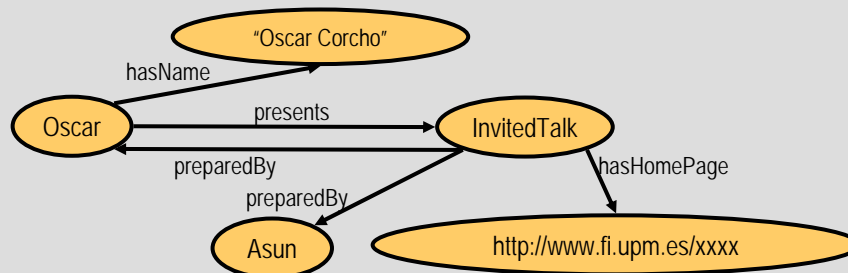 “Oscar Corcho”
hasName
Oscar
presents
InvitedTalk
preparedBy
hasHomePage
preparedBy
Asun
http://www.fi.upm.es/xxxx